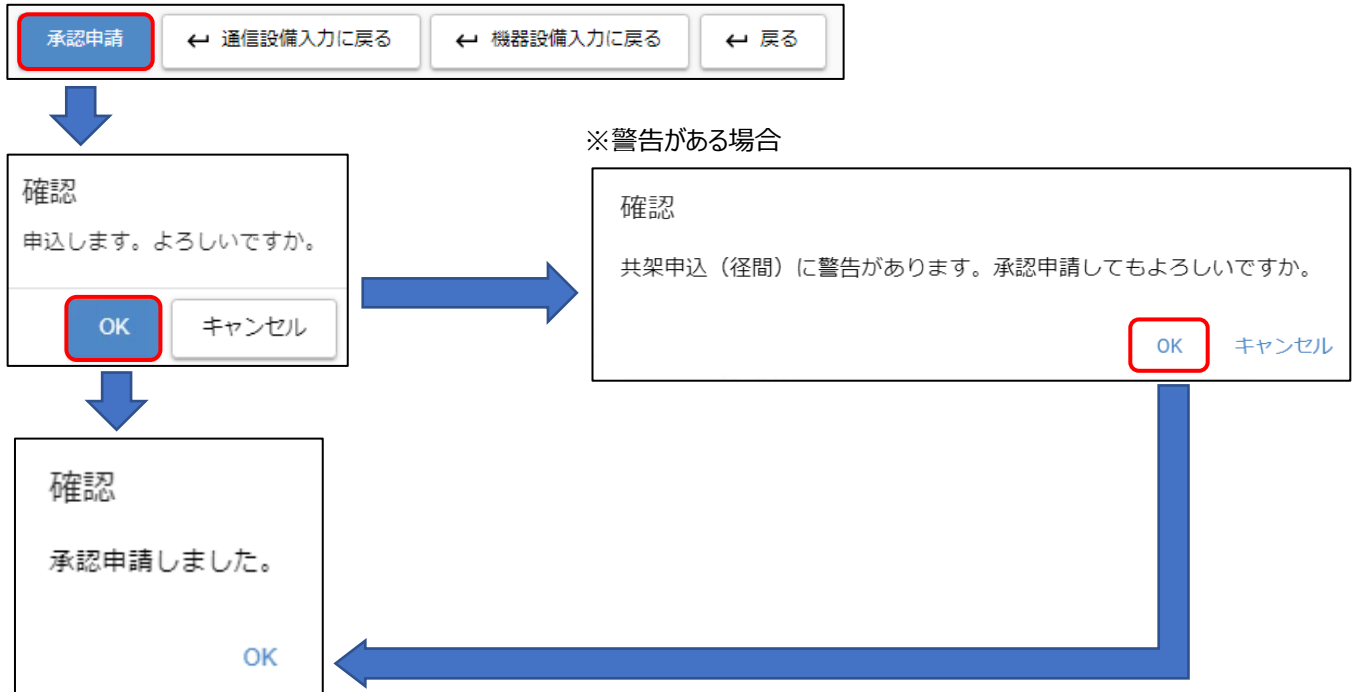 承認申請 ↵ 通信設備入力に戻る ↵ 機器設備入力に戻る ↵ 戻る
※警告がある場合
確認
申込します。よろしいですか。
OK キャンセル
確認
共架申込（径間）に警告があります。承認申請してもよろしいですか。
OK キャンセル
確認
承認申請しました。
OK